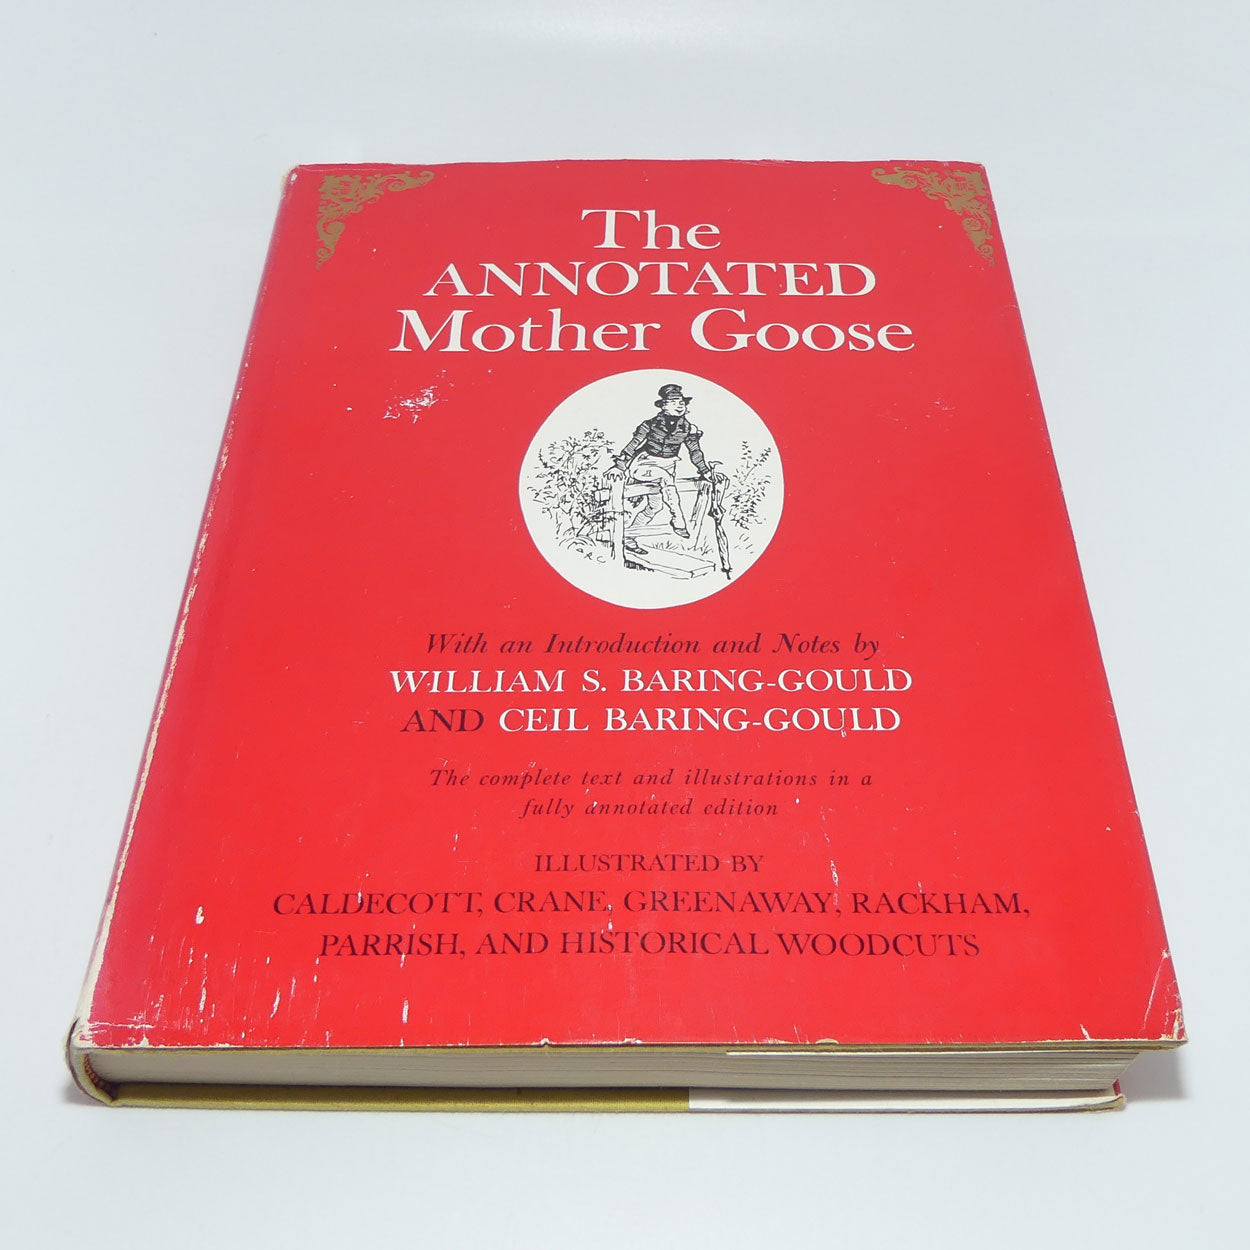 The
ANNOTATED
Mother Goose
RC
With an Introduction and Notes by
WILLIAM S. BARING-GOULD
AND CEIL BARING-GOULD
The complete text and illustrations in a
fully annotated edition
ILLUSTRATED BY
CALDECOTT, CRANE, GREENAWAY, RACKHAM,
PARRISH, AND HISTORICAL WOODCUTS